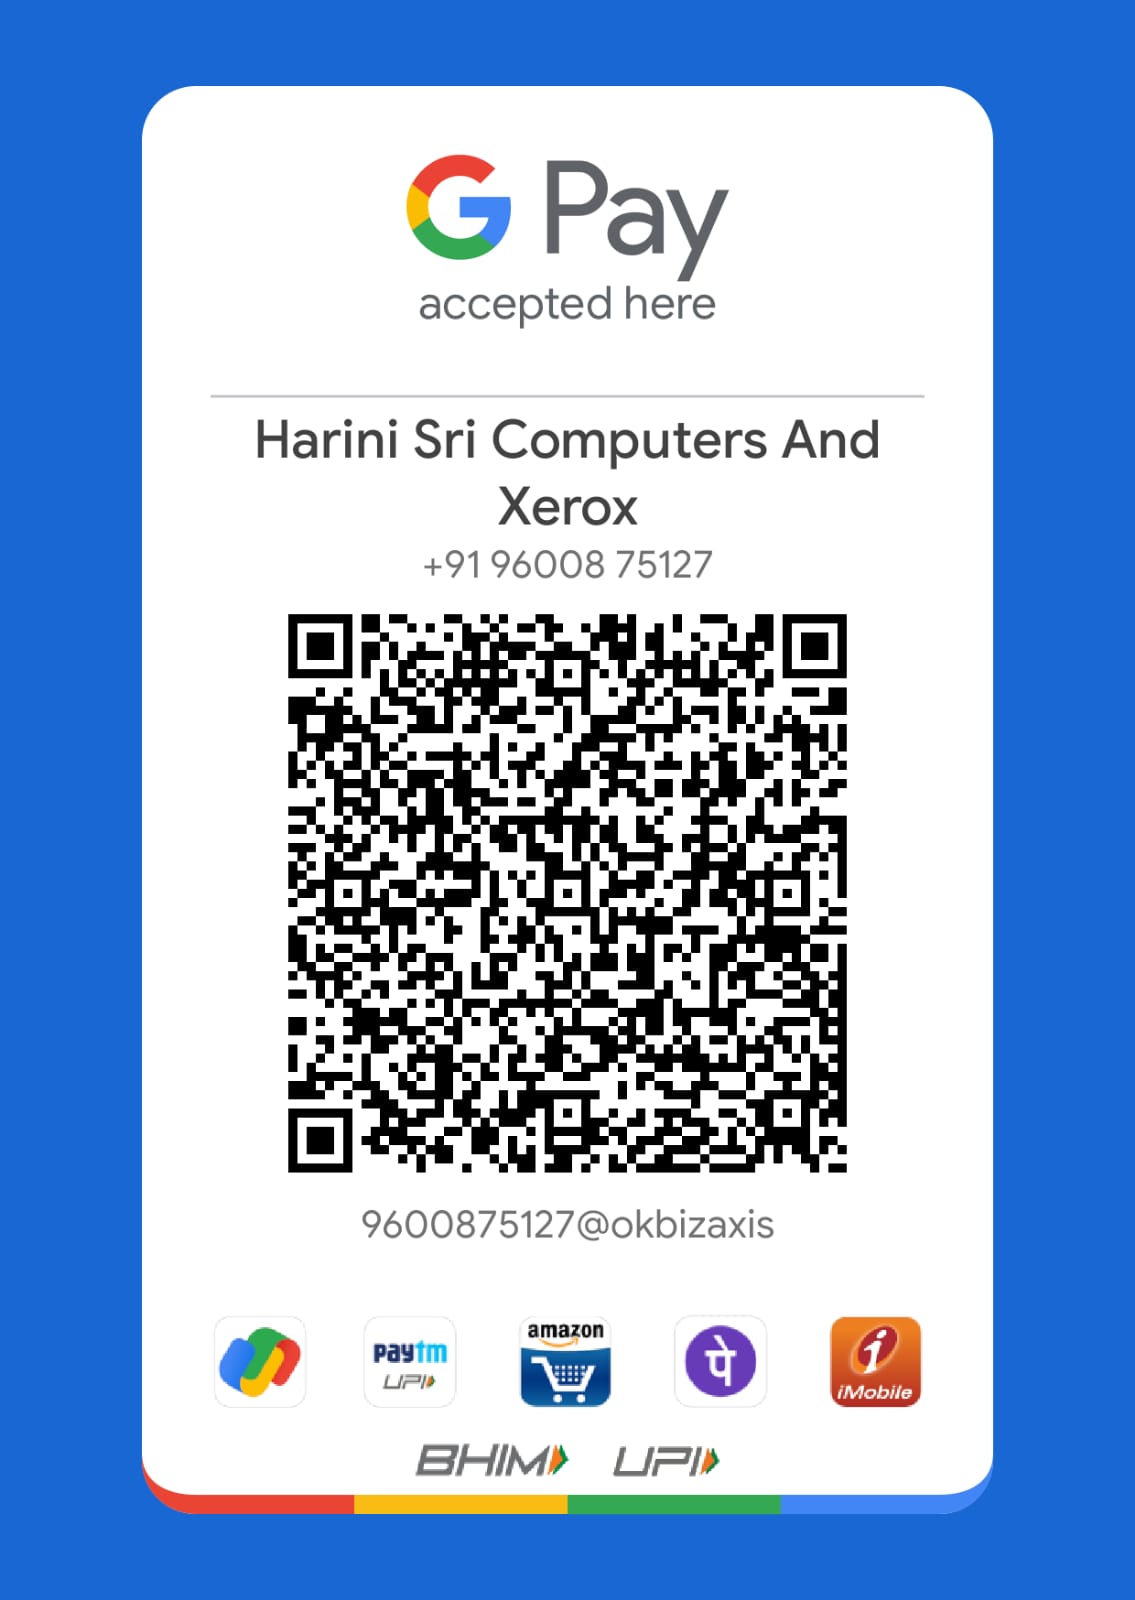 G Pay
accepted here
Harini Sri Computers And
Xerox
+91 96008 75127
9600875127@okbizaxis
paytm
UPI
amazon
पे
i
iMobile
BHIM UPI